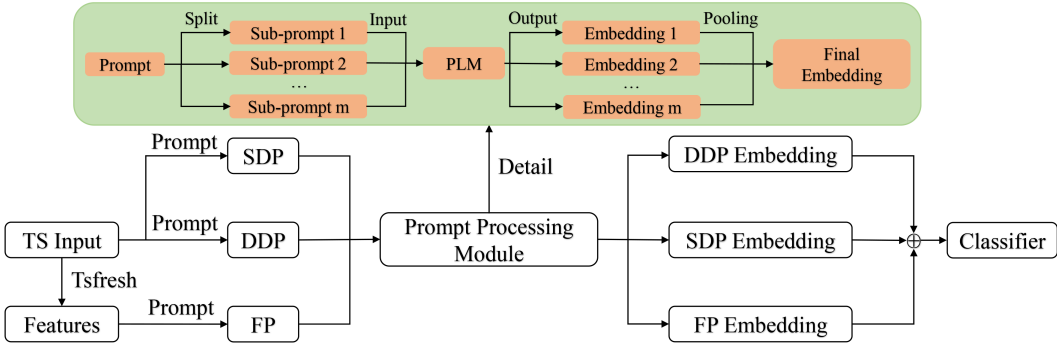 Split
Input
Output
Pooling
Prompt
Sub-prompt 1
Sub-prompt 2
…
Sub-prompt m
PLM
Embedding 1
Embedding 2
…
Embedding m
Final
Embedding
Prompt
SDP
Detail
DDP Embedding
TS Input
Prompt
DDP
Prompt Processing
Module
SDP Embedding
Classifier
Tsfresh
Features
Prompt
FP
FP Embedding